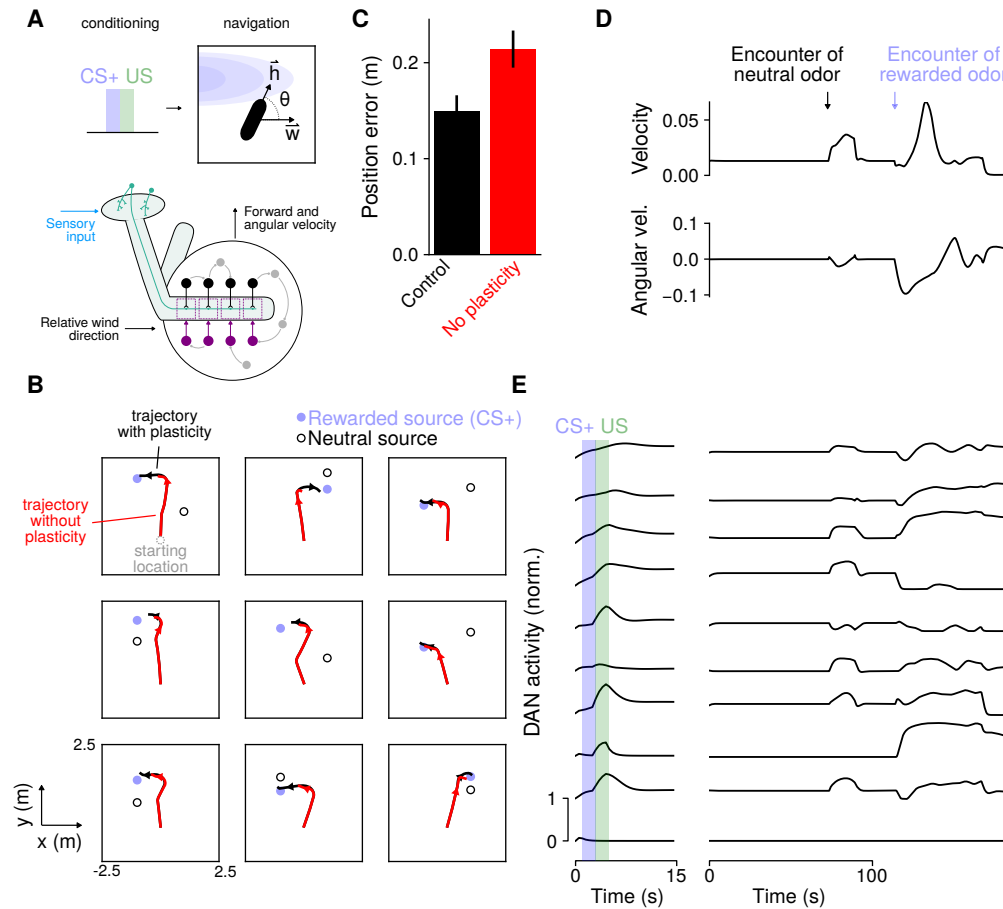 A
conditioning
navigation
CS+ US
h
θ
w
Sensory
input
Forward and
angular velocity
Relative wind
direction
B
trajectory
with plasticity
Rewarded source (CS+)
Neutral source
trajectory
without
plasticity
starting
location
2.5
y (m)
x (m)
-2.5
2.5
C
Position error (m)
0.2
0.1
0.0
Control
No plasticity
D
Encounter of
neutral odor
Encounter of
rewarded odor
Velocity
0.05
0.00
Angular vel.
0.1
0.0
−0.1
E
CS+ US
DAN activity (norm.)
1
0
0
15
Time (s)
0
100
Time (s)